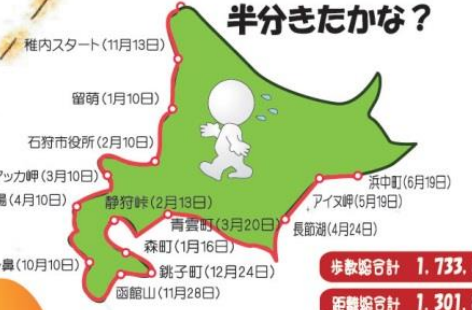 半分きたかな？
稚内スタート(11月13日)
留萌(1月10日)
石狩市役所(2月10日)
ッカ岬(3月10日)
(4月10日)
静狩峠(2月13日)
青雲町(3月20日)
森町(1月16日)
銚子町(12月24日)
函館山(11月28日)
鼻(10月10日)
浜中町(6月19日)
アイヌ岬(5月19日)
長節湖(4月24日)
歩数総合計 1.733.
距離総合計 1.301.